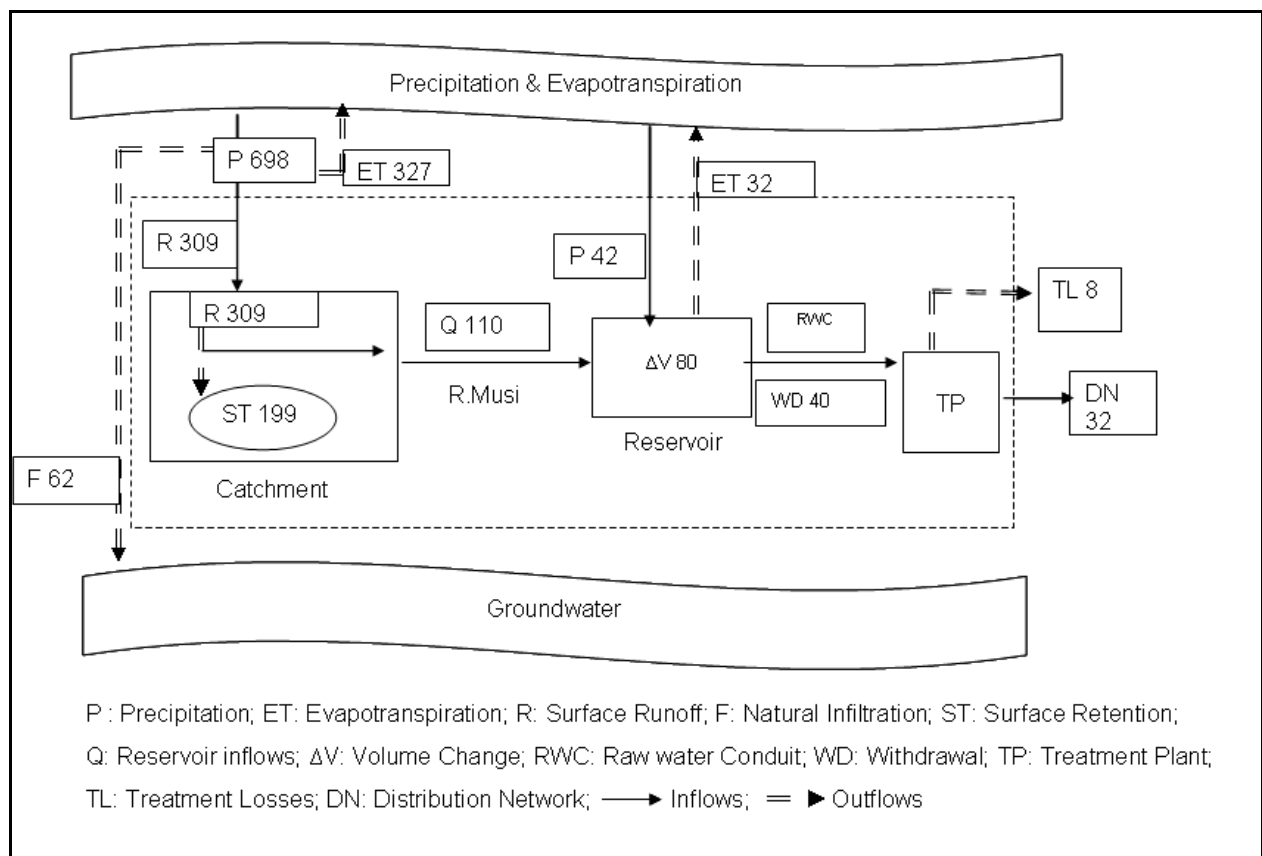 Precipitation & Evapotranspiration
P 698
ET 327
ET 32
R 309
P 42
R 309
Q 110
RWC
TL 8
ΔV 80
R.Musi
WD 40
TP
DN
32
ST 199
Reservoir
F 62
Catchment
Groundwater
P : Precipitation; ET: Evapotranspiration; R: Surface Runoff; F: Natural Infiltration; ST: Surface Retention;
Q: Reservoir inflows; ΔV: Volume Change; RWC: Raw water Conduit; WD: Withdrawal; TP: Treatment Plant;
TL: Treatment Losses; DN: Distribution Network; Inflows; Outflows